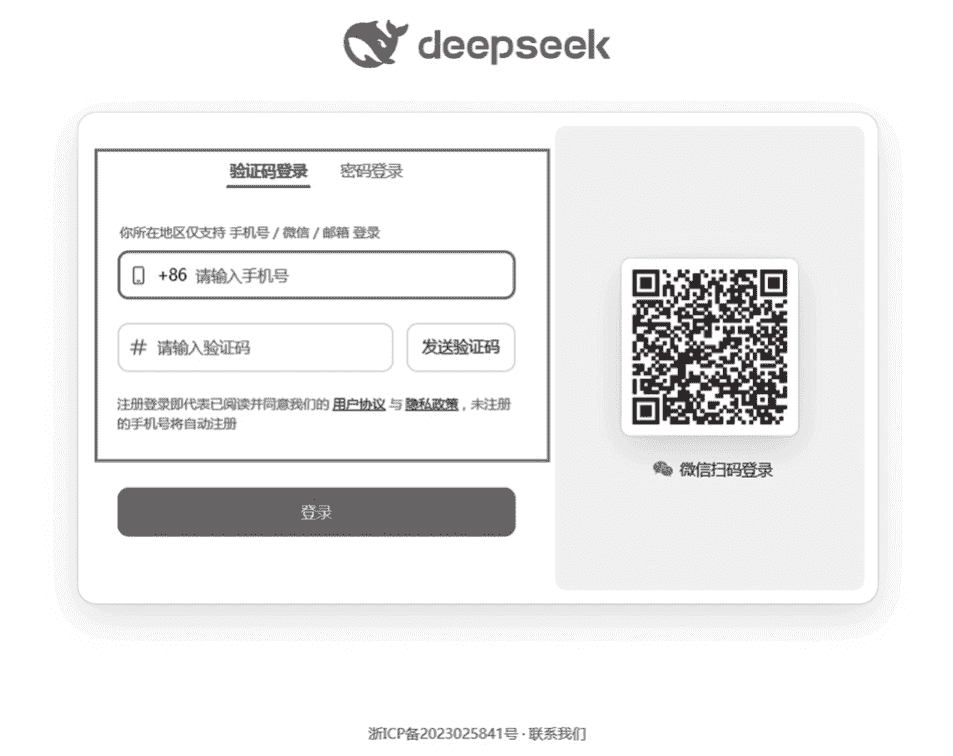 deepseek
验证码登录 密码登录
你所在地区仅支持 手机号 / 微信 / 邮箱 登录
+86 请输入手机号
# 请输入验证码 发送验证码
注册登录即代表已阅读并同意我们的 用户协议 与 隐私政策，未注册
的手机号将自动注册
登录
微信扫码登录
浙ICP备2023025841号 · 联系我们